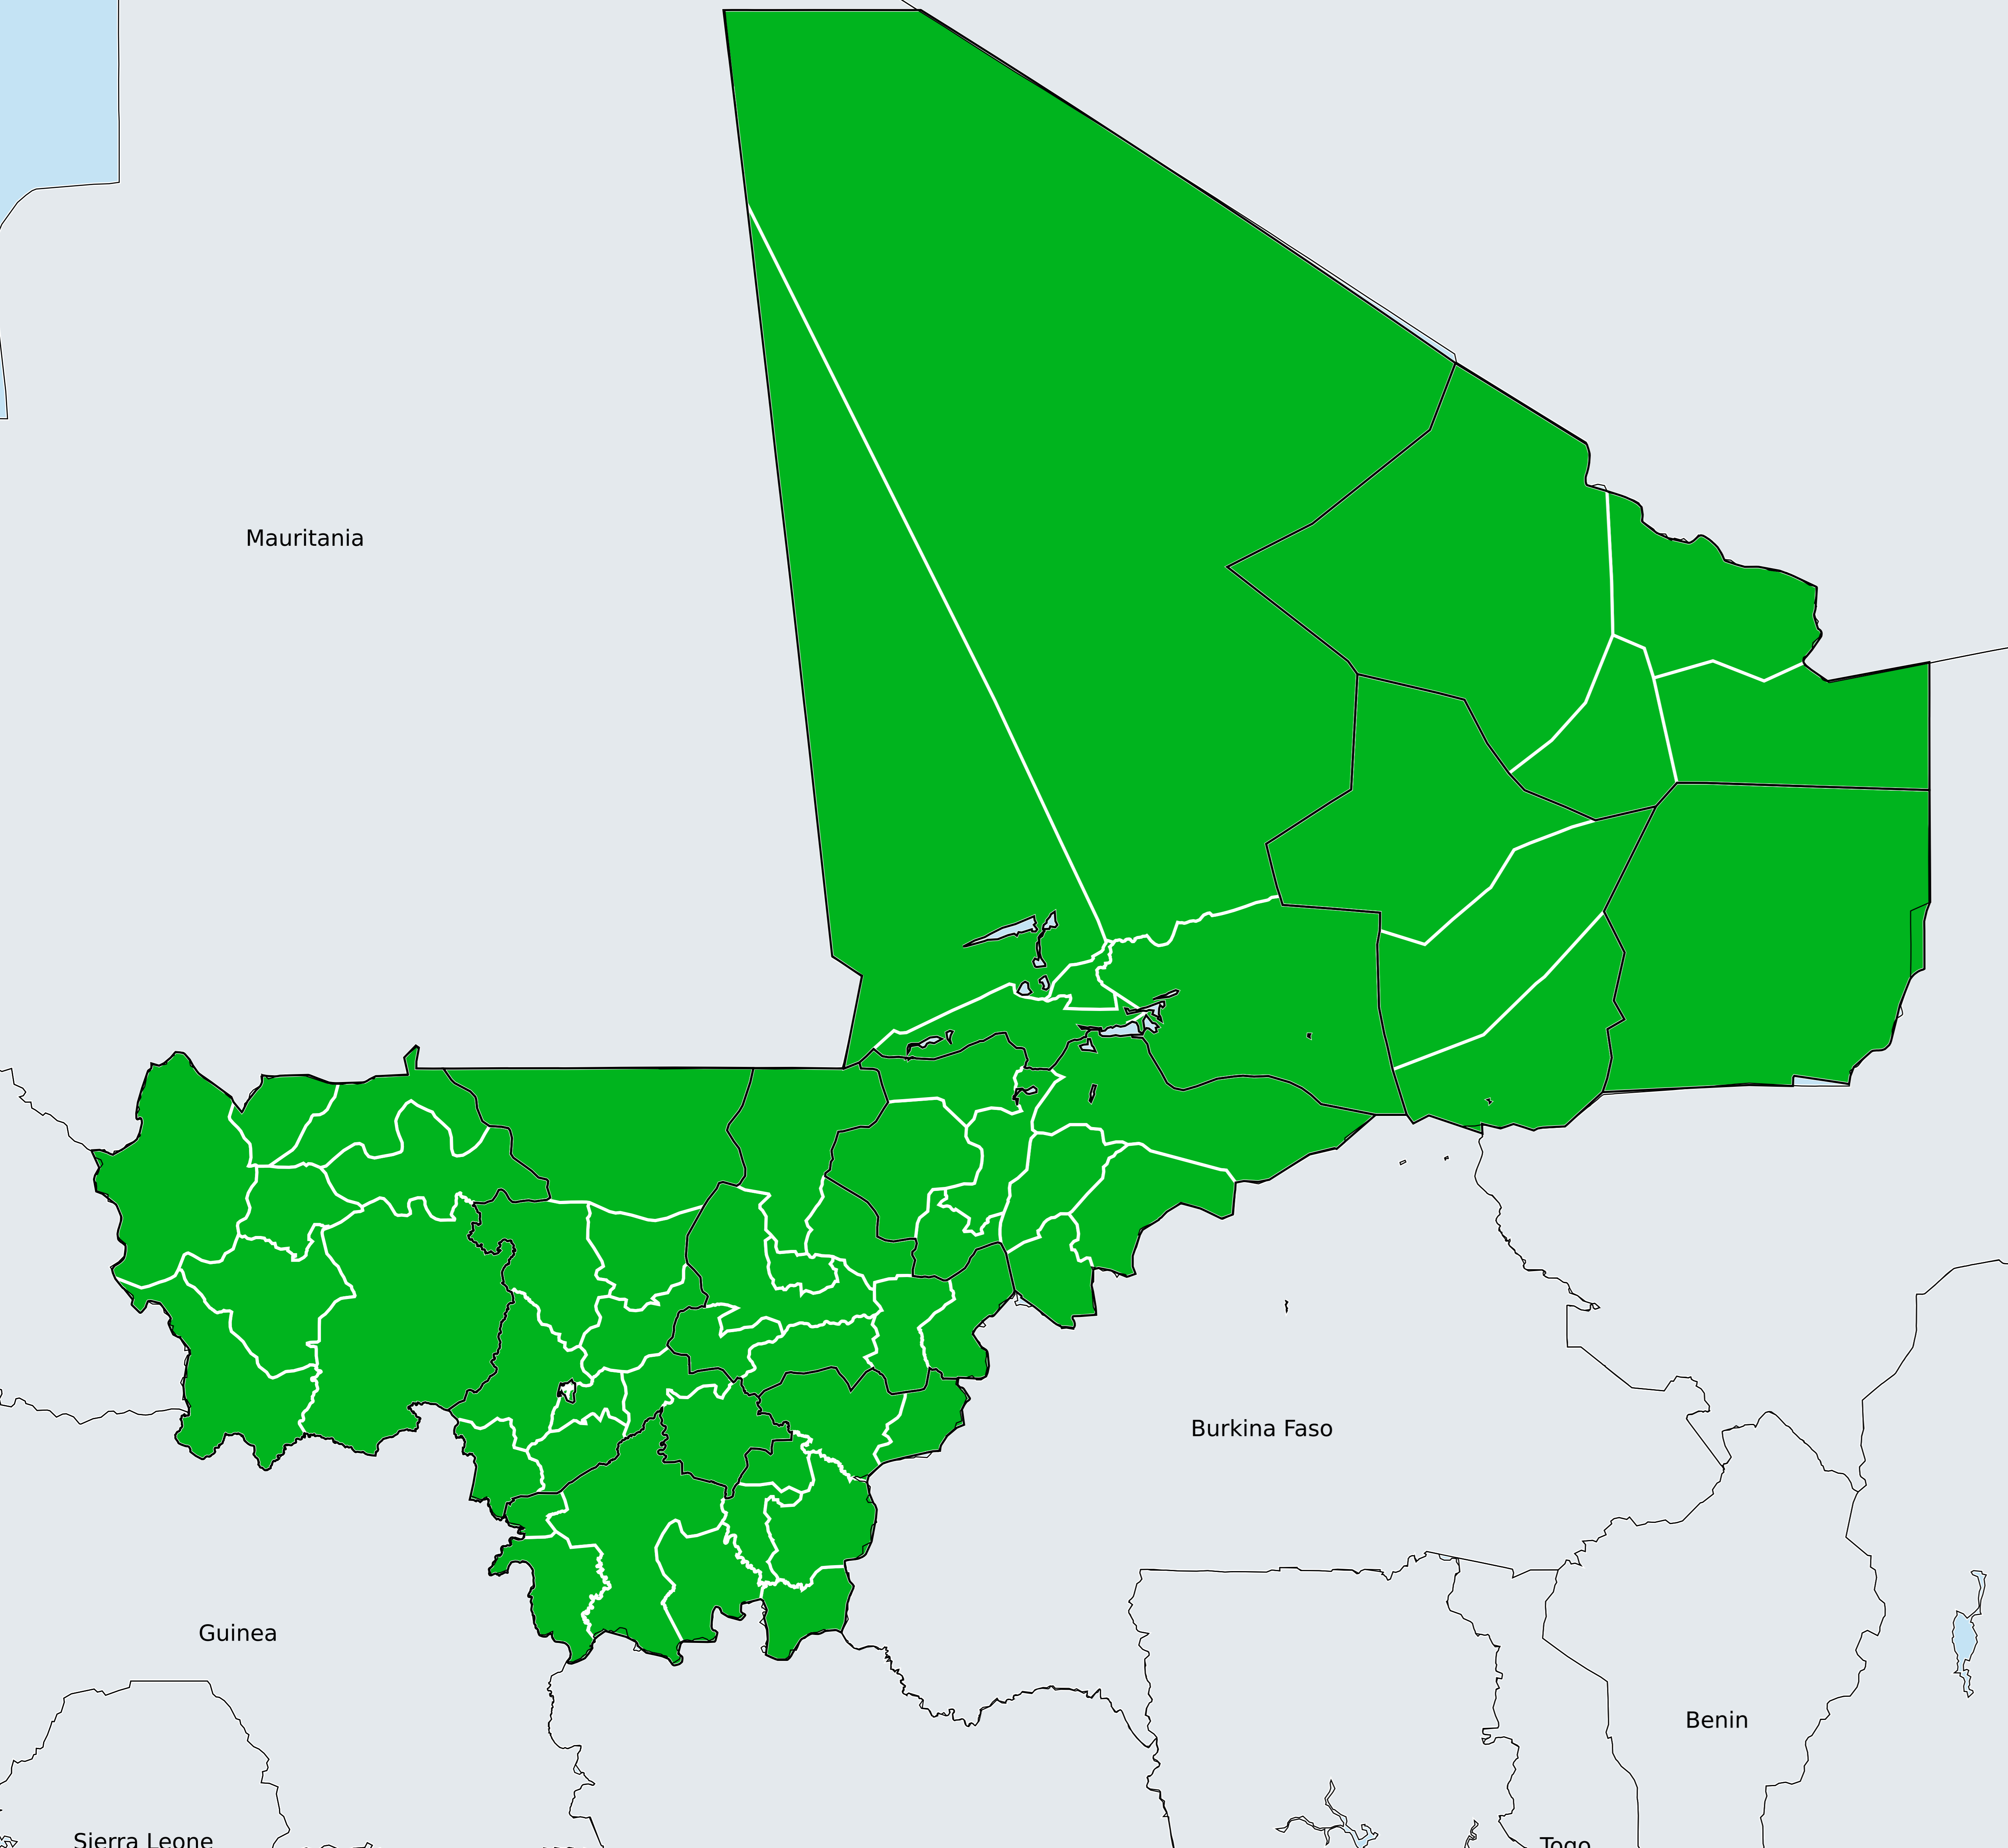 Mauritania
Burkina Faso
Guinea
Benin
Sierra Leone
Togo